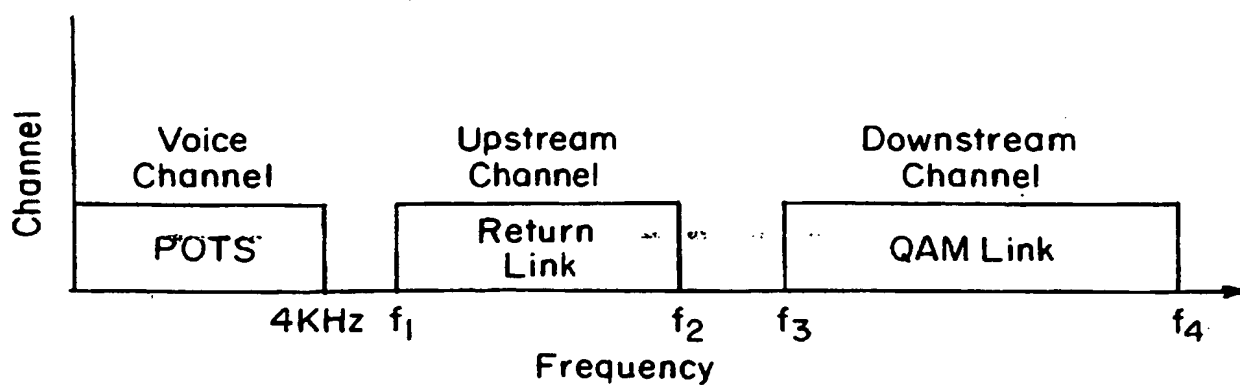 Channel
Voice
Channel
Upstream
Channel
Downstream
Channel
POTS
Return
Link
QAM Link
4KHz
f1
f2
f3
f4
Frequency